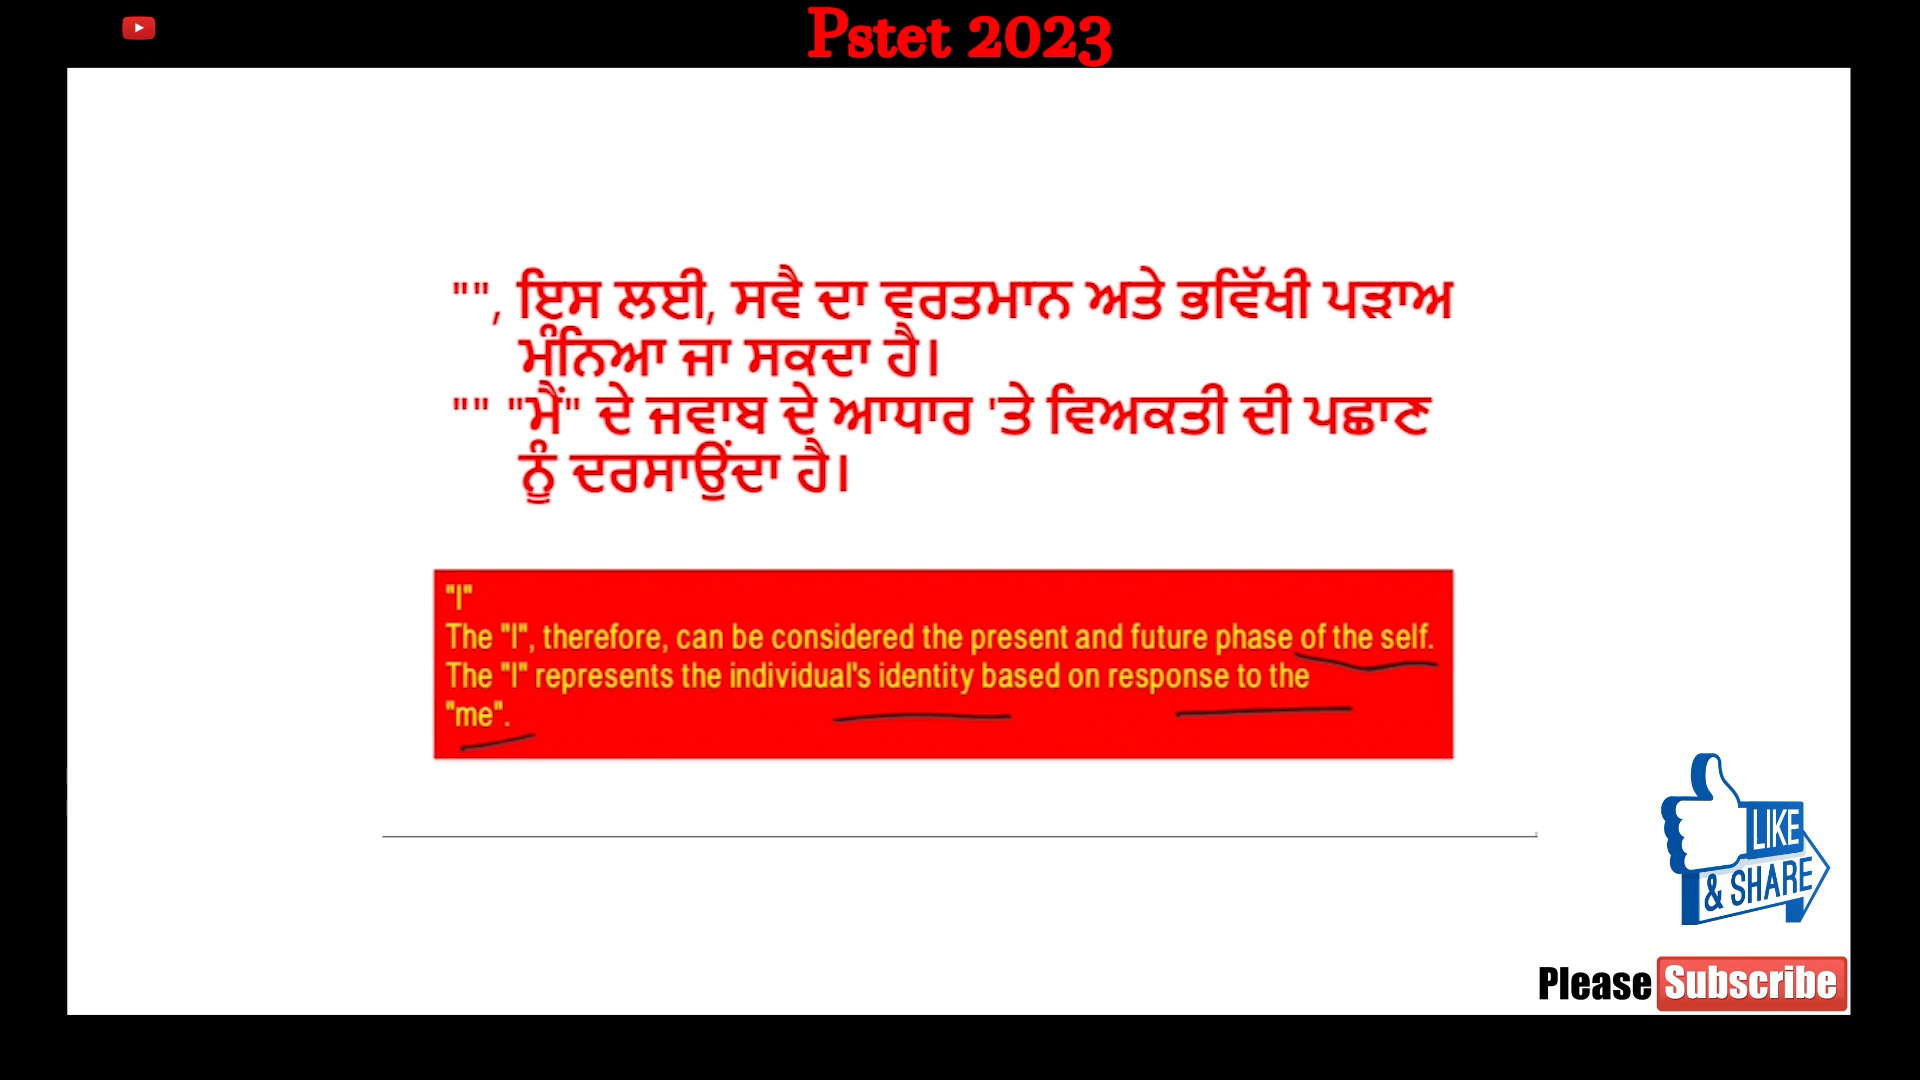 Pstet 2023
"", ਇਸ ਲਈ, ਸਵੈ ਦਾ ਵਰਤਮਾਨ ਅਤੇ ਭਵਿੱਖੀ ਪੜਾਅ
ਮੰਨਿਆ ਜਾ ਸਕਦਾ ਹੈ।
"" "ਮੈਂ" ਦੇ ਜਵਾਬ ਦੇ ਆਧਾਰ 'ਤੇ ਵਿਅਕਤੀ ਦੀ ਪਛਾਣ
ਨੂੰ ਦਰਸਾਉਂਦਾ ਹੈ।
"I"
The "I", therefore, can be considered the present and future phase of the self.
The "I" represents the individual's identity based on response to the
"me".
LIKE
& SHARE
Please Subscribe